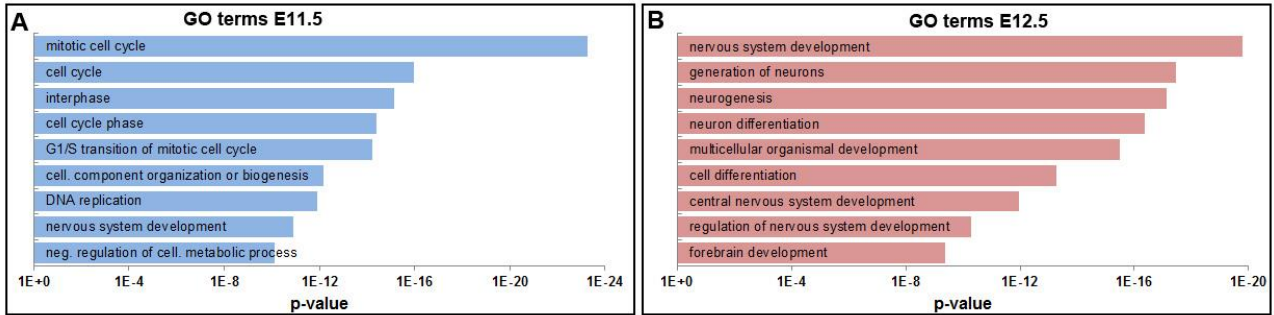 A
GO terms E11.5
mitotic cell cycle
cell cycle
interphase
cell cycle phase
G1/S transition of mitotic cell cycle
cell. component organization or biogenesis
DNA replication
nervous system development
neg. regulation of cell. metabolic process
1E+0 1E-4 1E-8 1E-12 1E-16 1E-20 1E-24
p-value
B
GO terms E12.5
nervous system development
generation of neurons
neurogenesis
neuron differentiation
multicellular organismal development
cell differentiation
central nervous system development
regulation of nervous system development
forebrain development
1E+0 1E-4 1E-8 1E-12 1E-16 1E-20
p-value